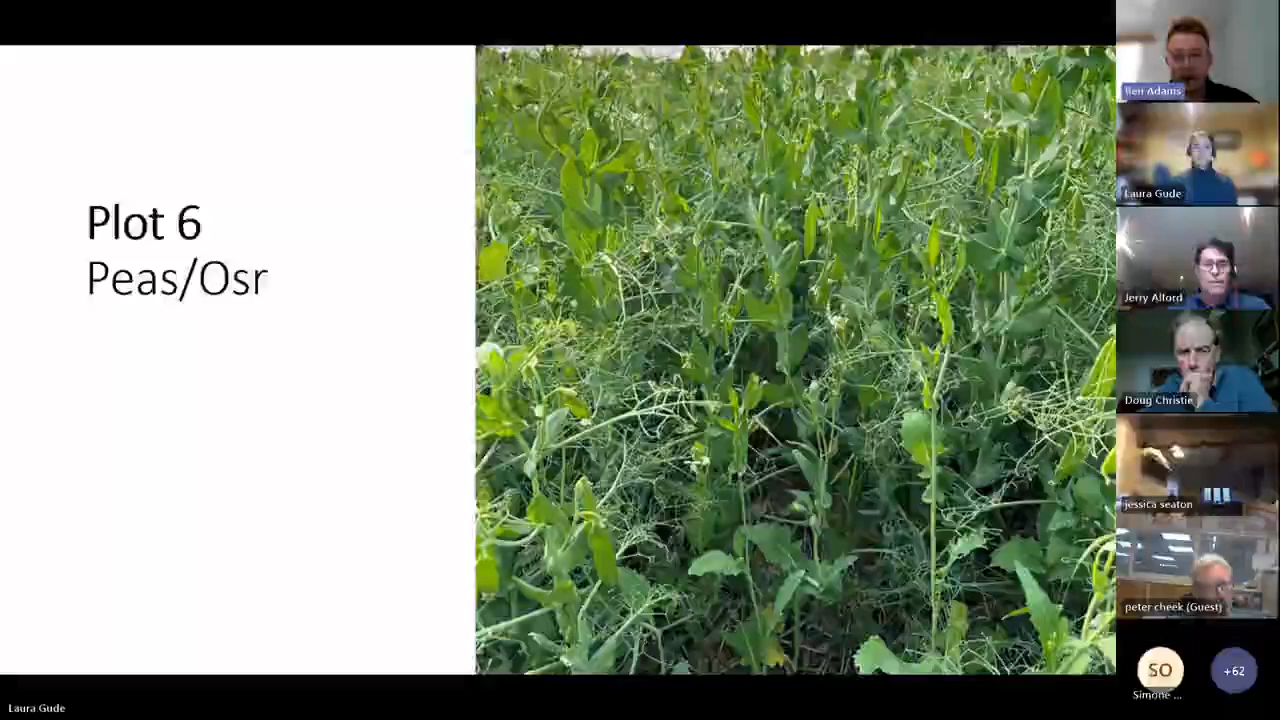 Plot 6
Peas/Osr
Ben Adams
Laura Gude
Jerry Alford
Doug Christie
jessica seaton
peter cheek (Guest)
SO
Simone ...
+62
Laura Gude